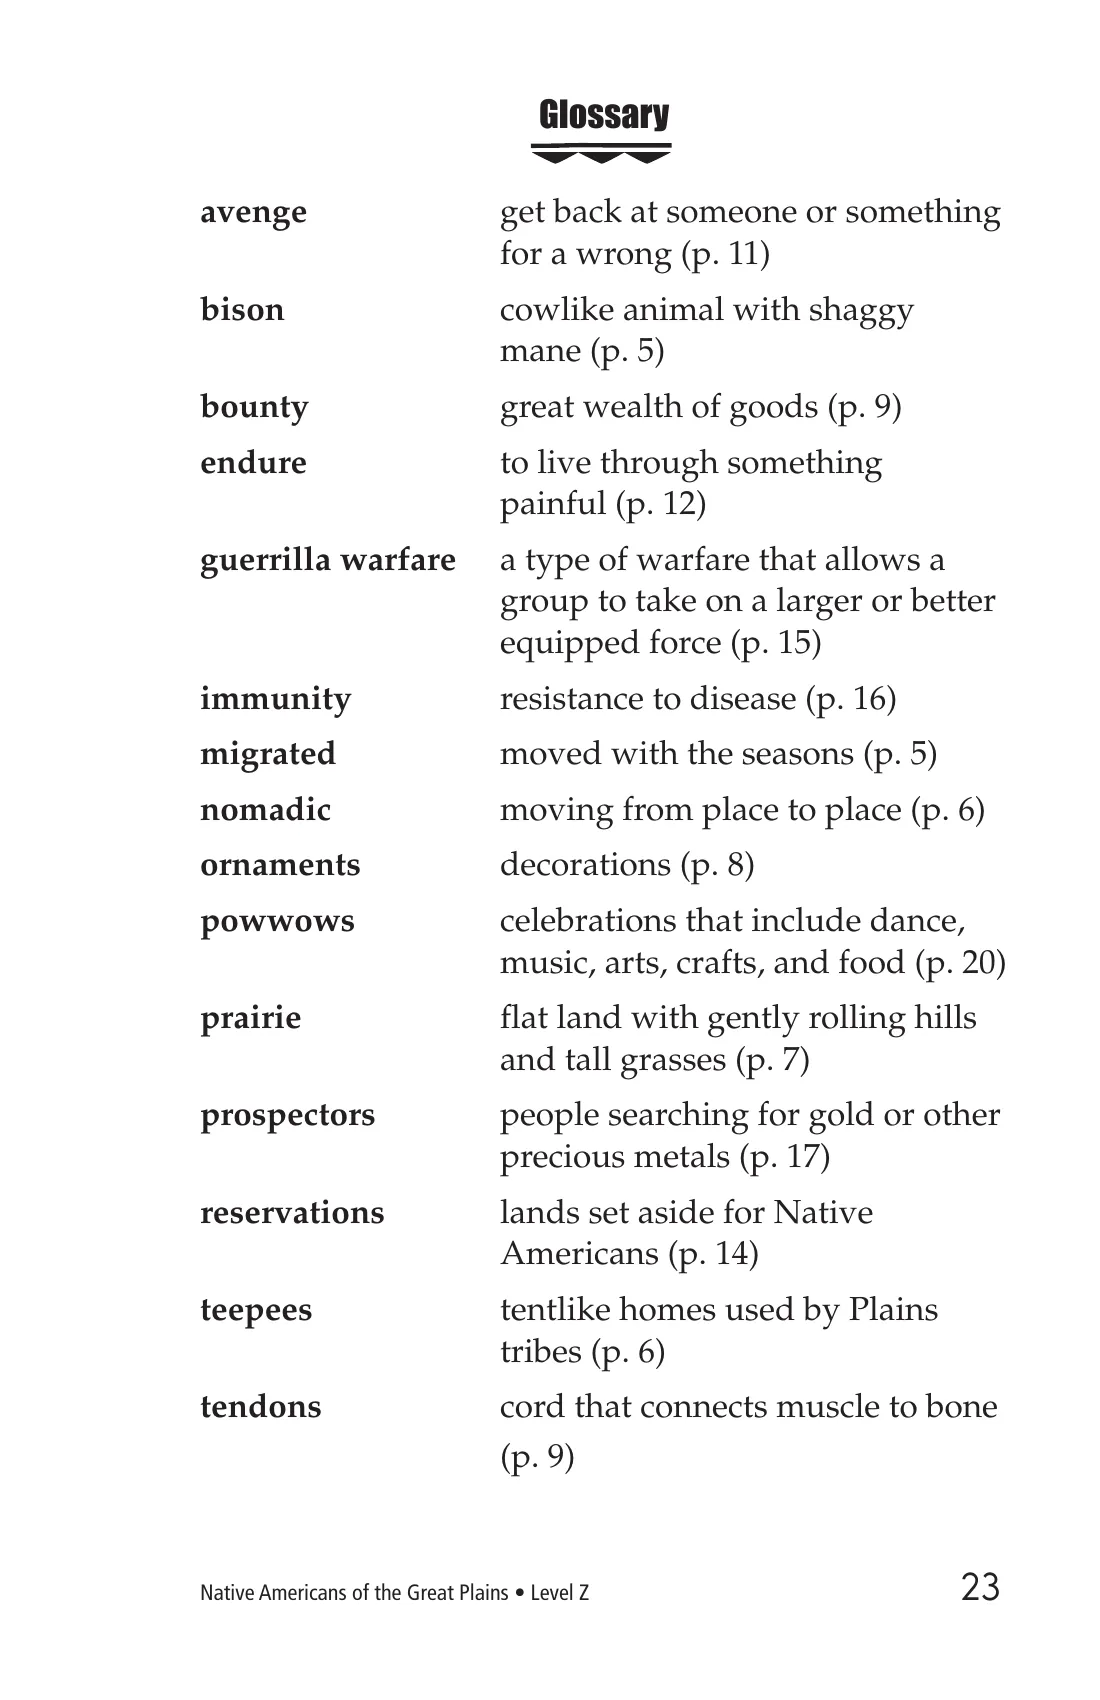 Glossary
avenge get back at someone or something
for a wrong (p. 11)
bison cowlike animal with shaggy
mane (p. 5)
bounty great wealth of goods (p. 9)
endure to live through something
painful (p. 12)
guerrilla warfare a type of warfare that allows a
group to take on a larger or better
equipped force (p. 15)
immunity resistance to disease (p. 16)
migrated moved with the seasons (p. 5)
nomadic moving from place to place (p. 6)
ornaments decorations (p. 8)
powwows celebrations that include dance,
music, arts, crafts, and food (p. 20)
prairie flat land with gently rolling hills
and tall grasses (p. 7)
prospectors people searching for gold or other
precious metals (p. 17)
reservations lands set aside for Native
Americans (p. 14)
teepees tentlike homes used by Plains
tribes (p. 6)
tendons cord that connects muscle to bone
(p. 9)
Native Americans of the Great Plains • Level Z 23